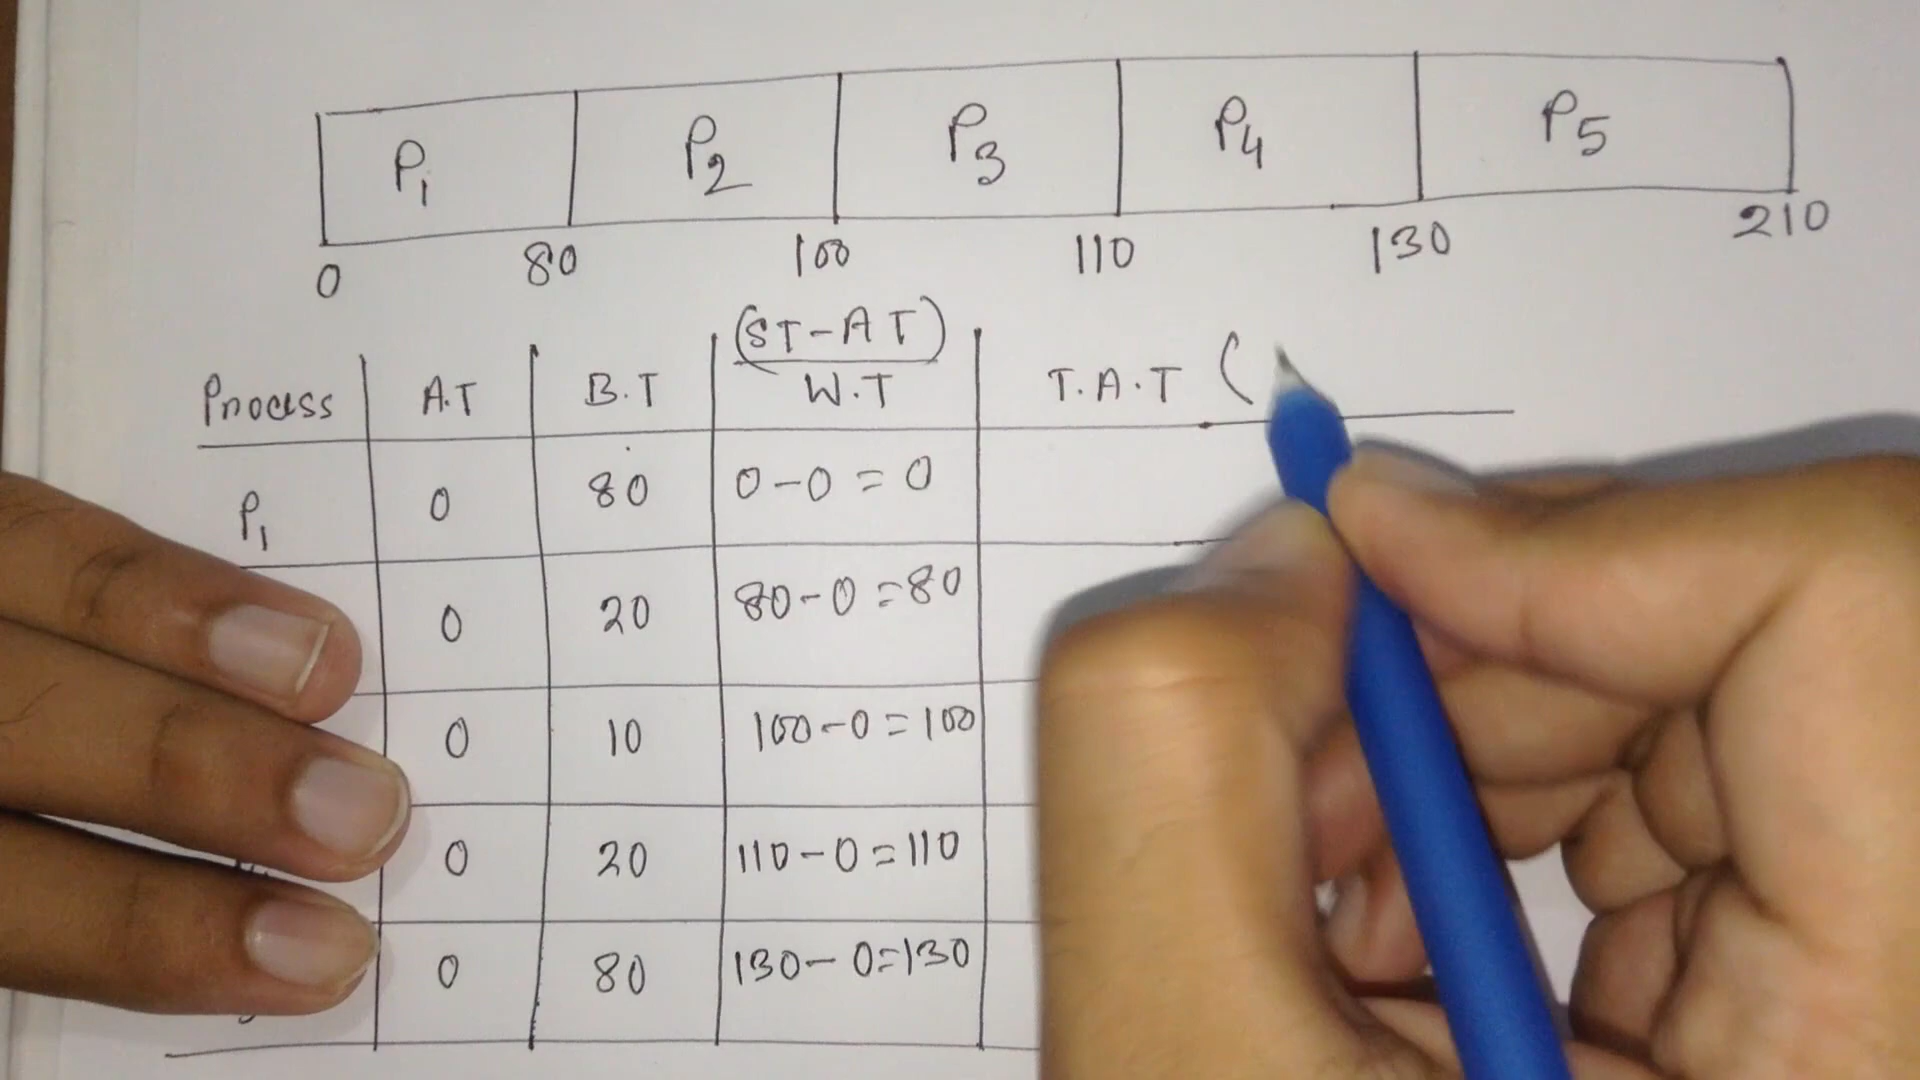 P1 P2 P3 P4 P5
0 80 100 110 130 210
(ST-AT)
Process A.T B.T W.T T.A.T (
P1 0 80 0-0=0
0 20 80-0=80
0 10 100-0=100
0 20 110-0=110
0 80 130-0=130